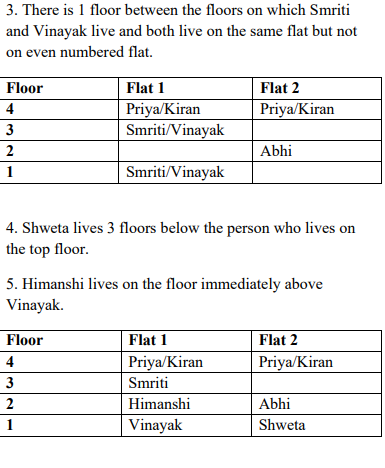 3. There is 1 floor between the floors on which Smriti
and Vinayak live and both live on the same flat but not
on even numbered flat.
Floor Flat 1 Flat 2
4 Priya/Kiran Priya/Kiran
3 Smriti/Vinayak
2 Abhi
1 Smriti/Vinayak
4. Shweta lives 3 floors below the person who lives on
the top floor.
5. Himanshi lives on the floor immediately above
Vinayak.
Floor Flat 1 Flat 2
4 Priya/Kiran Priya/Kiran
3 Smriti
2 Himanshi Abhi
1 Vinayak Shweta